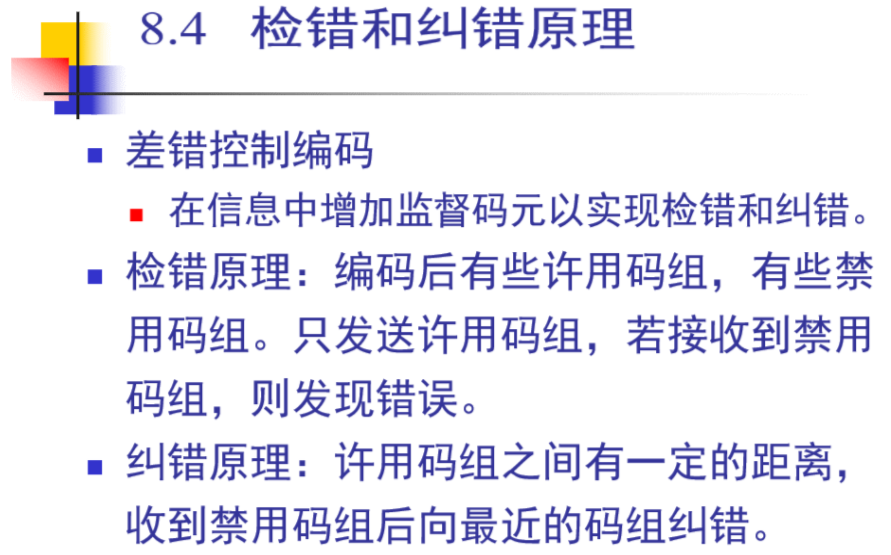 8.4 检错和纠错原理
差错控制编码
在信息中增加监督码元以实现检错和纠错。
检错原理：编码后有些许用码组，有些禁
用码组。只发送许用码组，若接收到禁用
码组，则发现错误。
纠错原理：许用码组之间有一定的距离，
收到禁用码组后向最近的码组纠错。